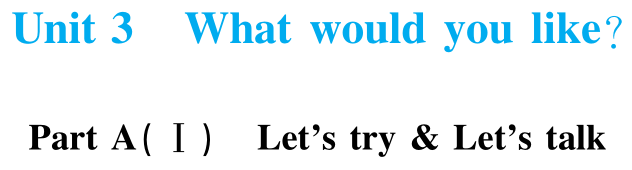 Unit 3 What would you like?
Part A( Ⅰ ) Let's try & Let's talk